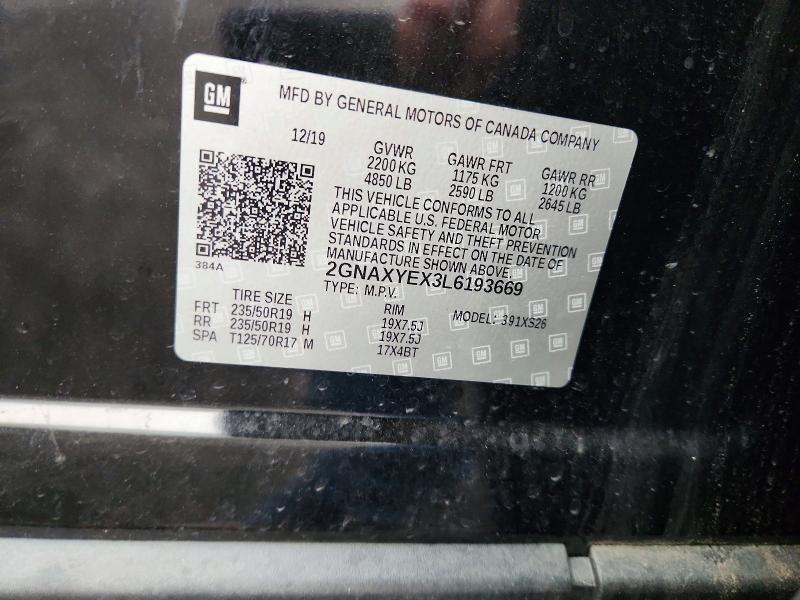 GM
MFD BY GENERAL MOTORS OF CANADA COMPANY
12/19
GVWR GAWR FRT GAWR RR
2200 KG 1175 KG 1200 KG
4850 LB 2590 LB 2645 LB
THIS VEHICLE CONFORMS TO ALL
APPLICABLE U.S. FEDERAL MOTOR
VEHICLE SAFETY AND THEFT PREVENTION
STANDARDS IN EFFECT ON THE DATE OF
MANUFACTURE SHOWN ABOVE.
384A
2GNAXYEX3L6193669
TYPE: M.P.V.
MODEL: 391XS26
TIRE SIZE RIM
FRT 235/50R19 H 19X7.5J
RR 235/50R19 H 19X7.5J
SPA T125/70R17 M 17X4BT